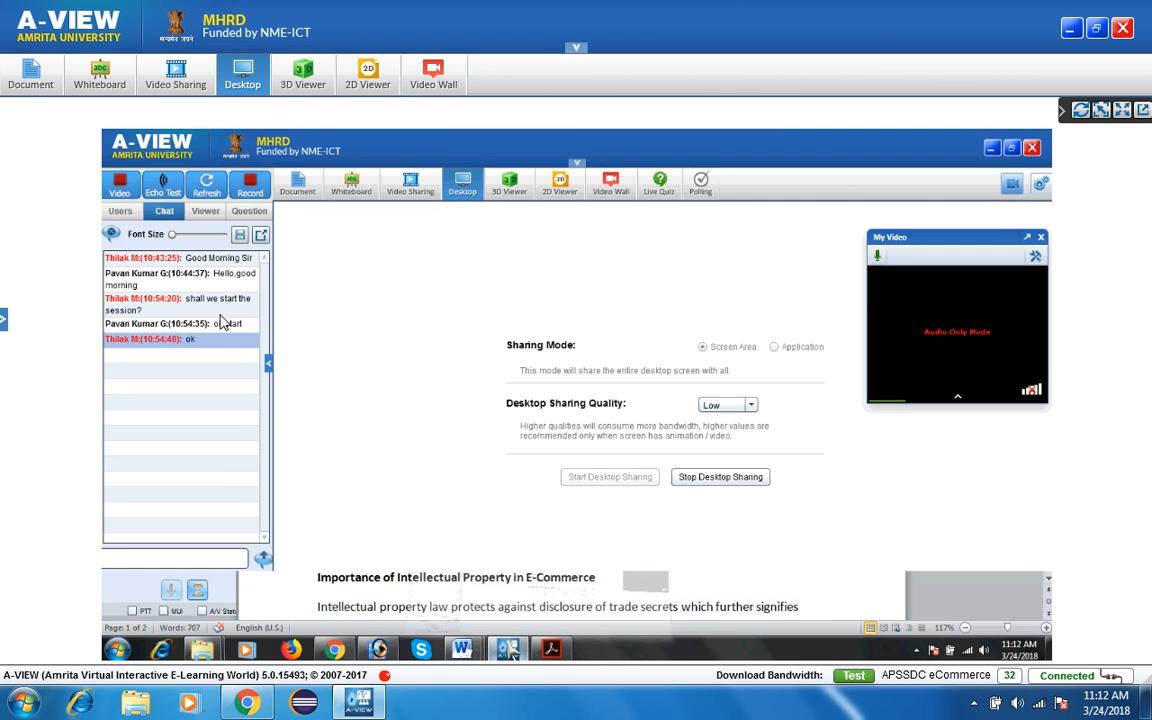 A-VIEW
AMRITA UNIVERSITY
MHRD
Funded by NME-ICT
Document
Whiteboard
Video Sharing
Desktop
3D Viewer
2D Viewer
Video Wall
A-VIEW
AMRITA UNIVERSITY
MHRD
Funded by NME-ICT
Video
Echo Test
Refresh
Record
Document
Whiteboard
Video Sharing
Desktop
3D Viewer
2D Viewer
Video Wall
Live Quiz
Polling
Users
Chat
Viewer
Question
Font Size
Thilak M:(10:43:25): Good Morning Sir
Pavan Kumar G:(10:44:37): Hello,good
morning
Thilak M:(10:54:20): shall we start the
session?
Pavan Kumar G:(10:54:35):
Thilak M:(10:54:48): ok
My Video
Audio Only Mode
Sharing Mode:
Screen Area
Application
This mode will share the entire desktop screen with all.
Desktop Sharing Quality:
Low
Higher qualities will consume more bandwidth, higher values are
recommended only when screen has animation / video.
Start Desktop Sharing
Stop Desktop Sharing
Importance of Intellectual Property in E-Commerce
Intellectual property law protects against disclosure of trade secrets which further signifies
PTT
MUI
Page: 1 of 2
Words: 707
English (U.S.)
117%
11:12 AM
3/24/2018
A-VIEW (Amrita Virtual Interactive E-Learning World) 5.0.15493; © 2007-2017
Download Bandwidth:
Test
APSSDC eCommerce
32
Connected
11:12 AM
3/24/2018